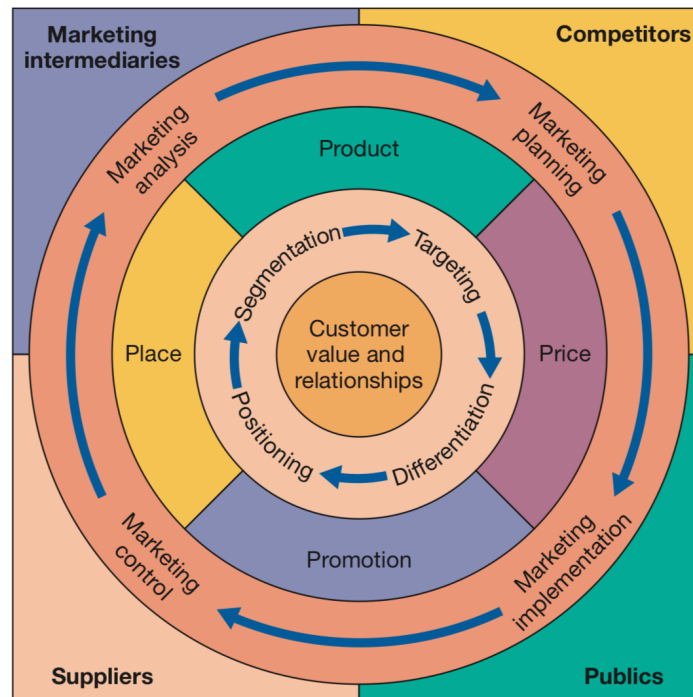 Marketing
intermediaries
Competitors
Marketing
analysis
Marketing
planning
Product
Segmentation
Targeting
Place
Customer
value and
relationships
Price
Positioning
Differentiation
Promotion
Marketing
control
Marketing
implementation
Suppliers
Publics